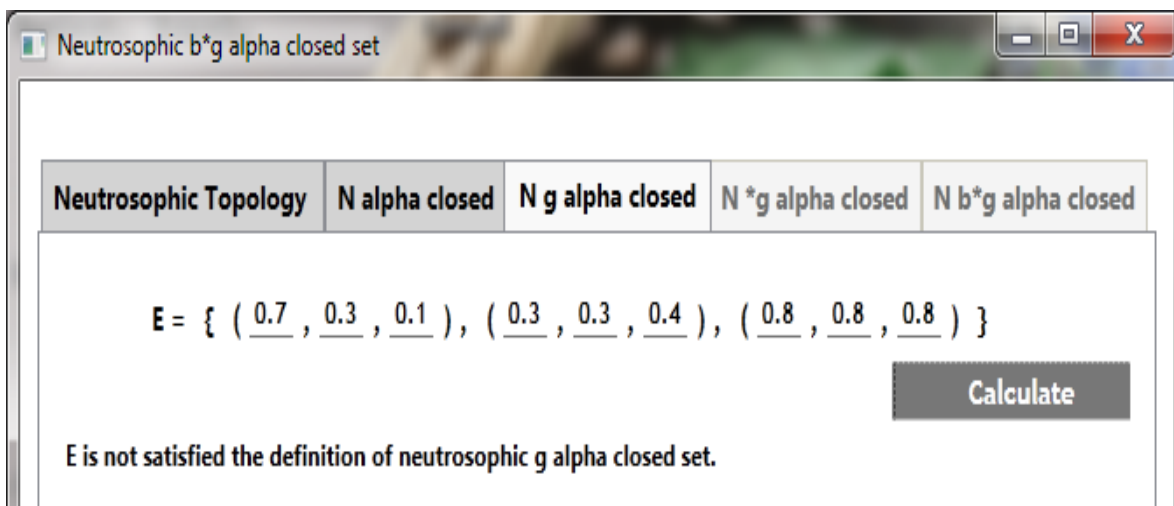 Neutrosophic b*g alpha closed set
X
Neutrosophic Topology N alpha closed N g alpha closed N *g alpha closed N b*g alpha closed
E = { ( 0.7 , 0.3 , 0.1 ), ( 0.3 , 0.3 , 0.4 ), ( 0.8 , 0.8 , 0.8 ) }
Calculate
E is not satisfied the definition of neutrosophic g alpha closed set.